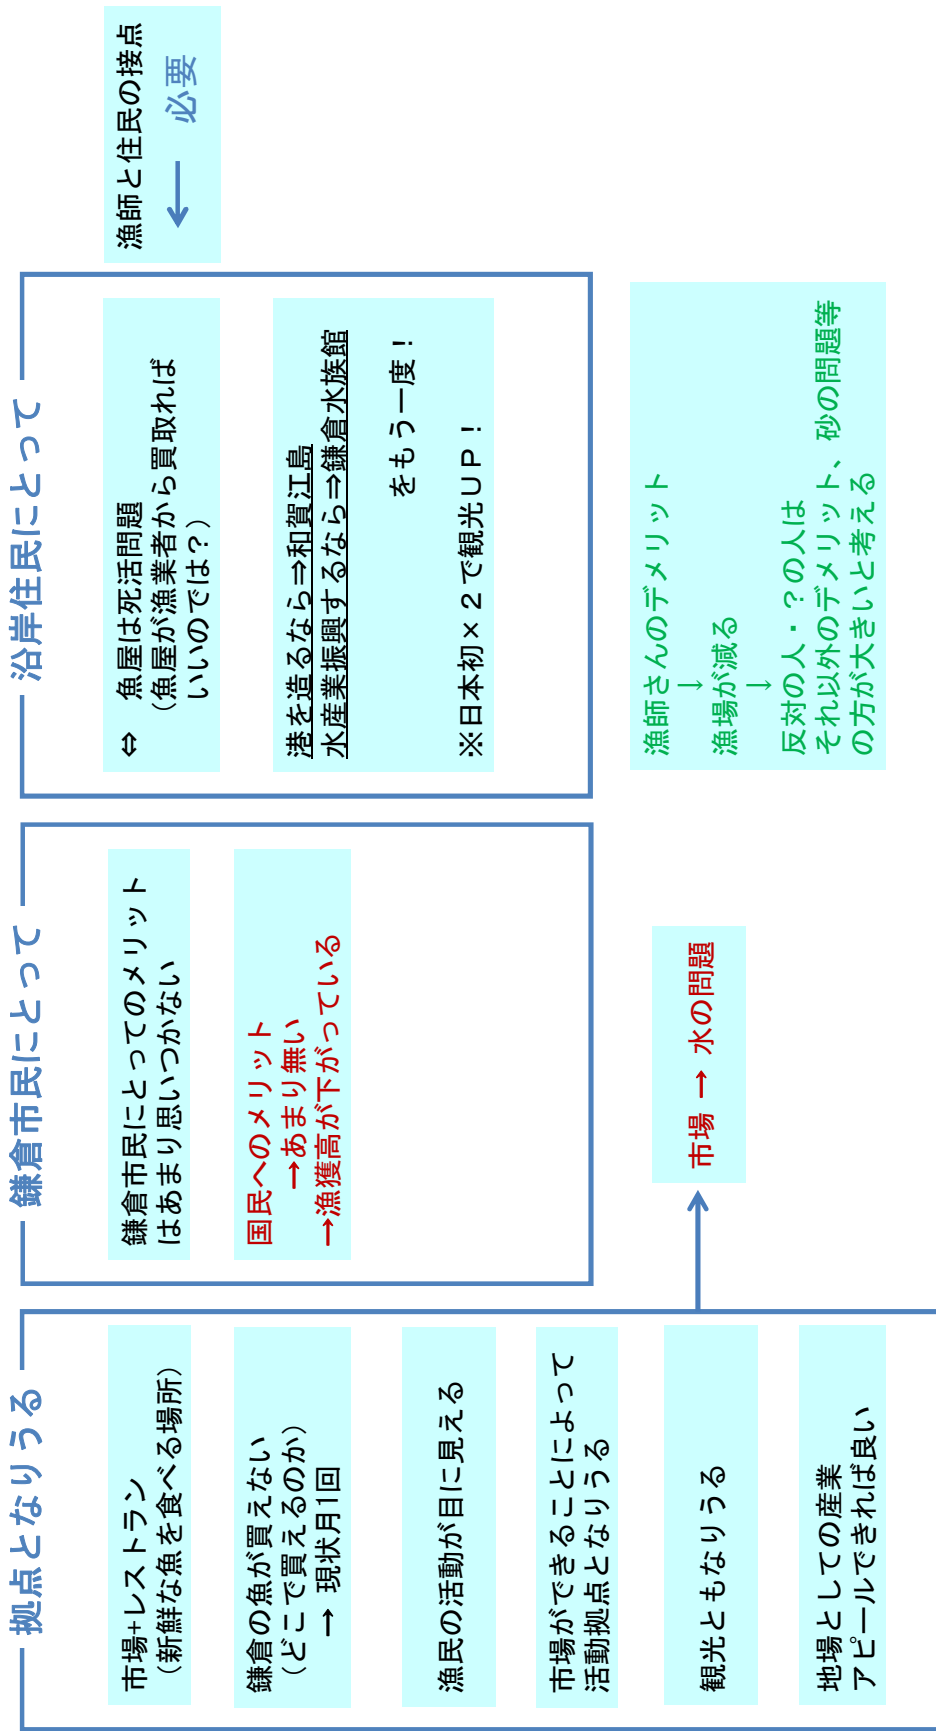 拠点となりうる
市場+レストラン
（新鮮な魚を食べる場所）
鎌倉の魚が買えない
（どこで買えるのか）
→ 現状月1回
漁民の活動が目に見える
市場ができることによって
活動拠点となりうる
観光ともなりうる
地場としての産業
アピールできれば良い
市場 → 水の問題
鎌倉市民にとって
鎌倉市民にとってのメリット
はあまり思いつかない
国民へのメリット
→あまり無い
→漁獲高が下がっている
沿岸住民にとって
⇔ 魚屋は死活問題
（魚屋が漁業者から買取れば
いいのでは？）
港を造るなら⇒和賀江島
水産業振興するなら⇒鎌倉水族館
をもう一度！
※日本初×２で観光ＵＰ！
漁師さんのデメリット
↓
漁場が減る
↓
反対の人・？の人は
それ以外のデメリット、砂の問題等
の方が大きいと考える
漁師と住民の接点
← 必要